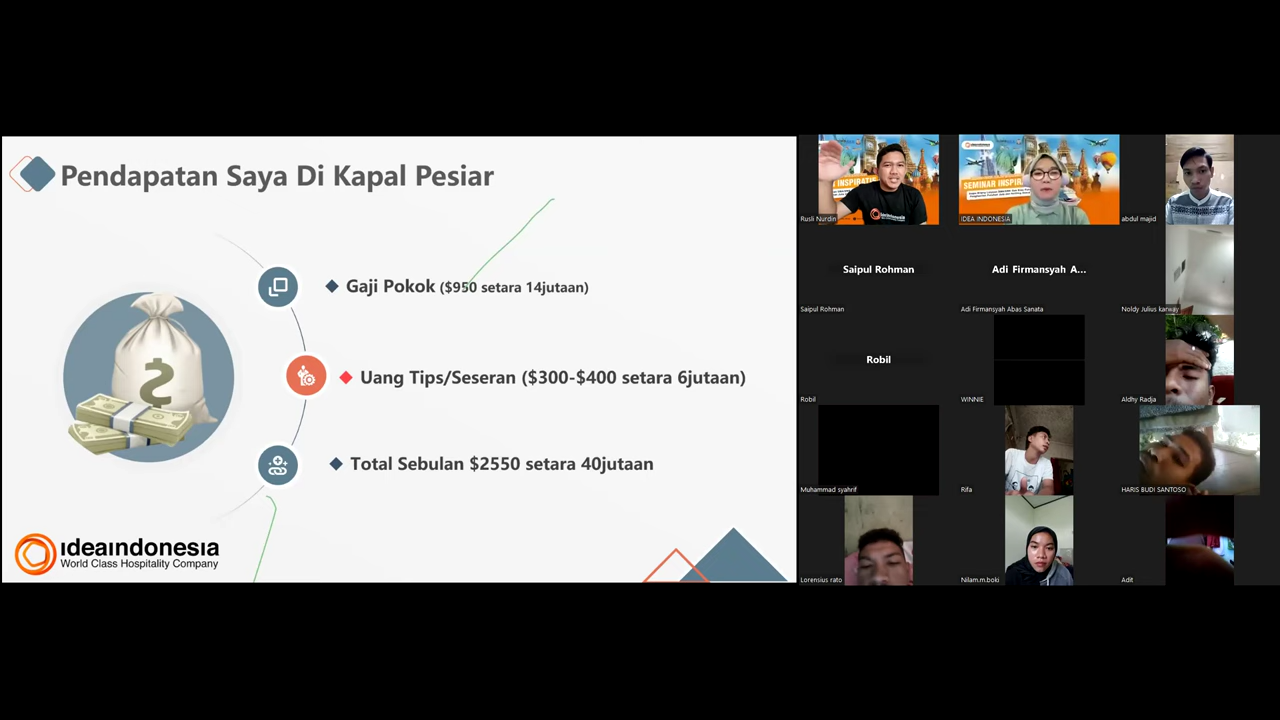 Pendapatan Saya Di Kapal Pesiar
Gaji Pokok ($950 setara 14jutaan)
Uang Tips/Seseran ($300-$400 setara 6jutaan)
Total Sebulan $2550 setara 40jutaan
ideaindonesia
World Class Hospitality Company
SEMINAR INSPIRA
Rusli Nurdin
IDEA INDONESIA
abdul majid
Saipul Rohman
Adi Firmansyah A...
Saipul Rohman
Adi Firmansyah Abas Sanata
Noldy Julius karway
Robil
Robil
WINNIE
Aldhy Radja
Muhammad syahrif
Rifa
HARIS BUDI SANTOSO
Lorensius rato
Nilam.m.boki
Adit